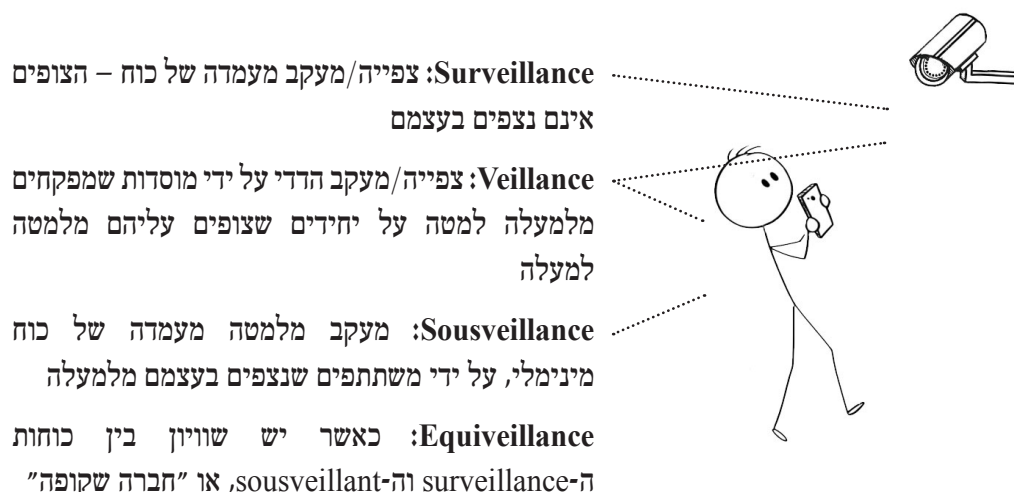 Surveillance: צפייה/מעקב מעמדה של כוח – הצופים
אינם נצפים בעצמם
Veillance: צפייה/מעקב הדדי על ידי מוסדות שמפקחים
מלמעלה למטה על יחידים שצופים עליהם מלמטה
למעלה
Sousveillance: מעקב מלמטה מעמדה של כוח
מינימלי, על ידי משתתפים שנצפים בעצמם מלמעלה
Equiveillance: כאשר יש שוויון בין כוחות
ה-surveillance וה-sousveillant, או "חברה שקופה"